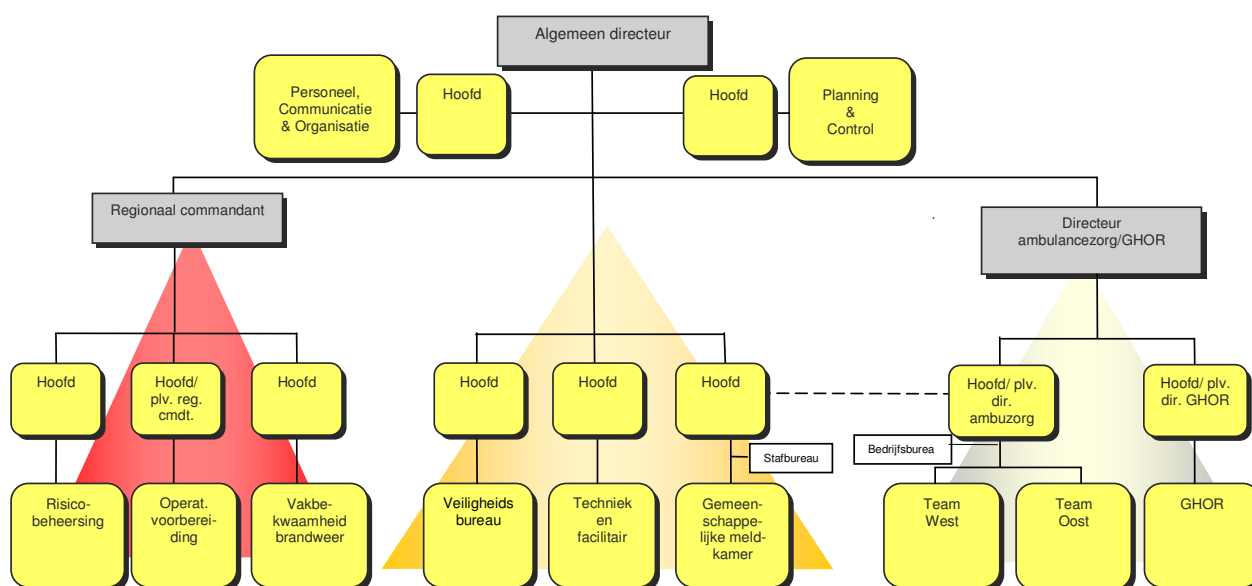 Algemeen directeur
Personeel,
Communicatie
& Organisatie
Hoofd
Hoofd
Planning
&
Control
Regionaal commandant
Directeur
ambulancezorg/GHOR
Hoofd
Hoofd/
plv. reg.
cmdt.
Hoofd
Hoofd
Hoofd
Hoofd
Hoofd/ plv.
dir.
ambuzorg
Hoofd/ plv.
dir. GHOR
Stafbureau
Bedrijfsburea
Risico-
beheersing
Operat.
voorberei-
ding
Vakbe-
kwaamheid
brandweer
Veiligheids
bureau
Techniek
en
facilitair
Gemeen-
schappe-
lijke meld-
kamer
Team
West
Team
Oost
GHOR